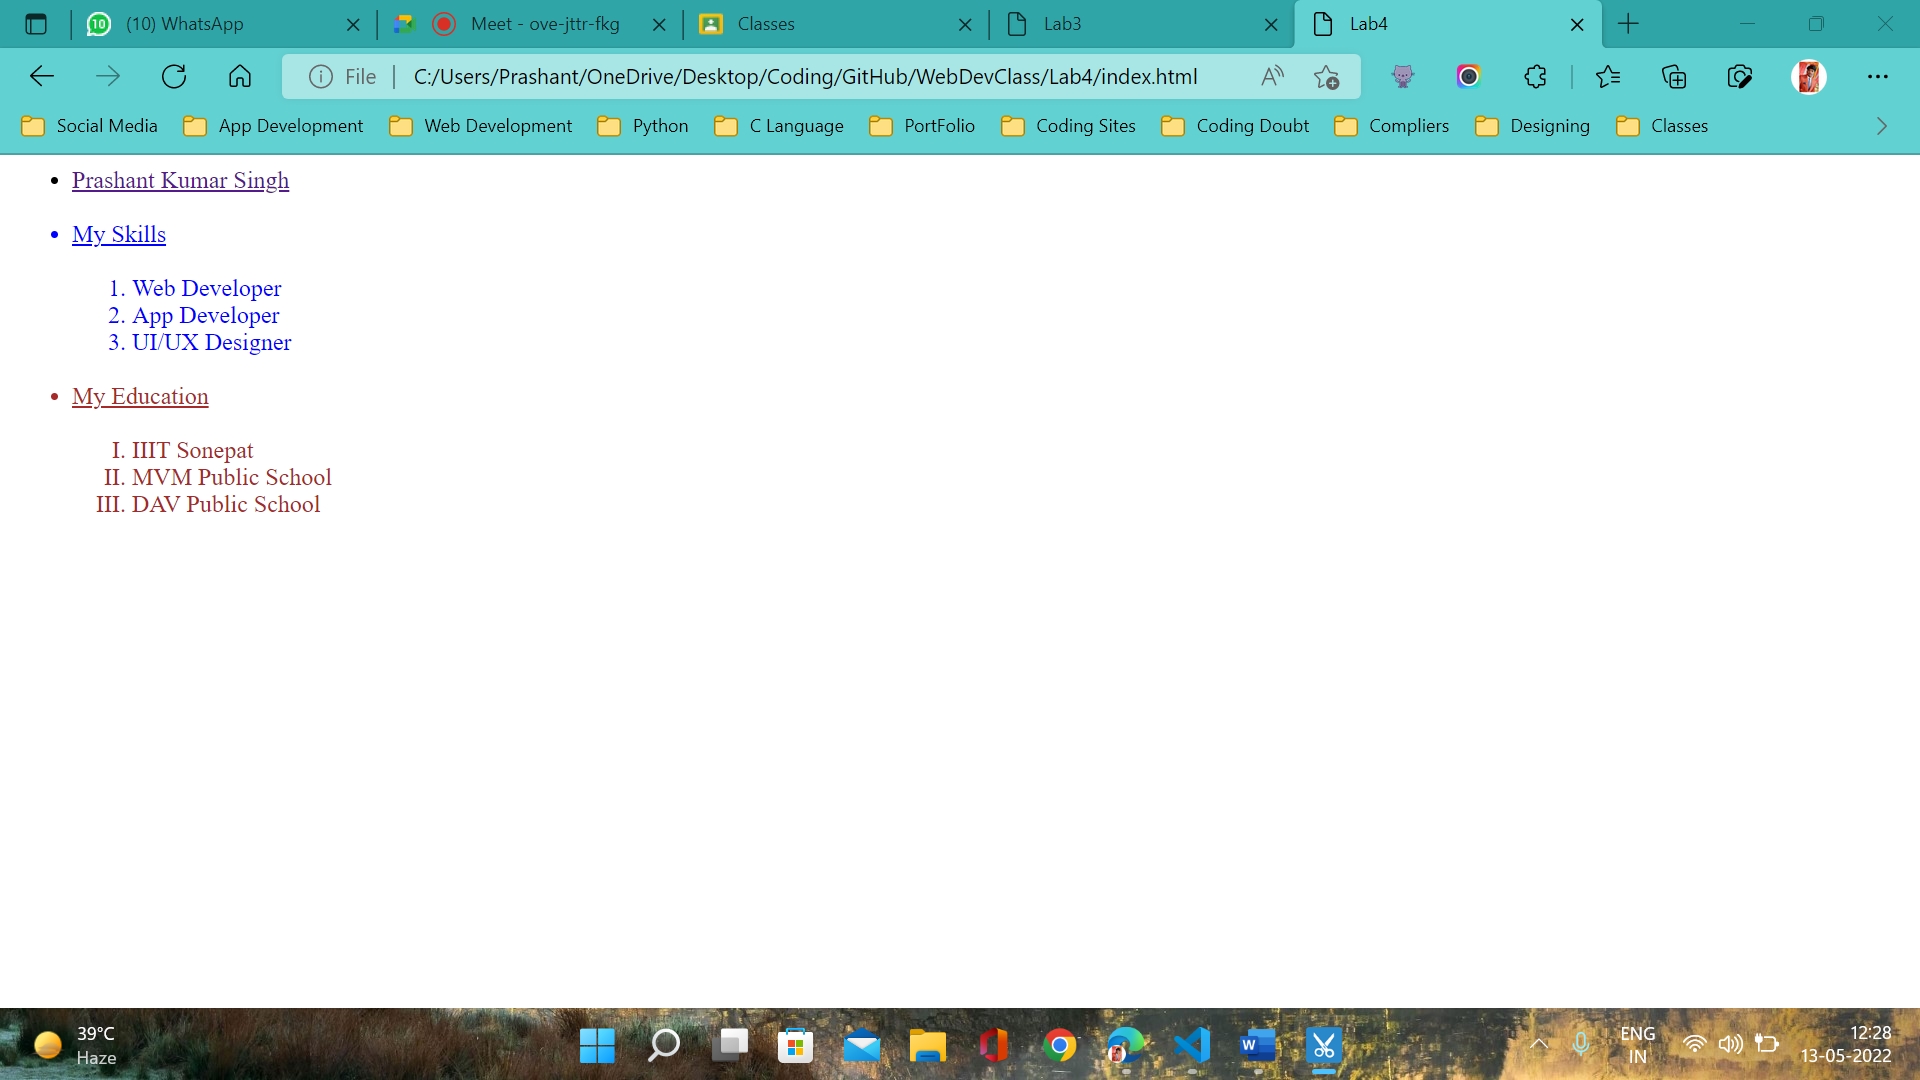 (10) WhatsApp
Meet - ove-jttr-fkg
Classes
Lab3
Lab4
File
C:/Users/Prashant/OneDrive/Desktop/Coding/GitHub/WebDevClass/Lab4/index.html
Social Media
App Development
Web Development
Python
C Language
PortFolio
Coding Sites
Coding Doubt
Compliers
Designing
Classes
• Prashant Kumar Singh
• My Skills
1. Web Developer
2. App Developer
3. UI/UX Designer
• My Education
I. IIIT Sonepat
II. MVM Public School
III. DAV Public School
39°C
Haze
ENG
IN
12:28
13-05-2022